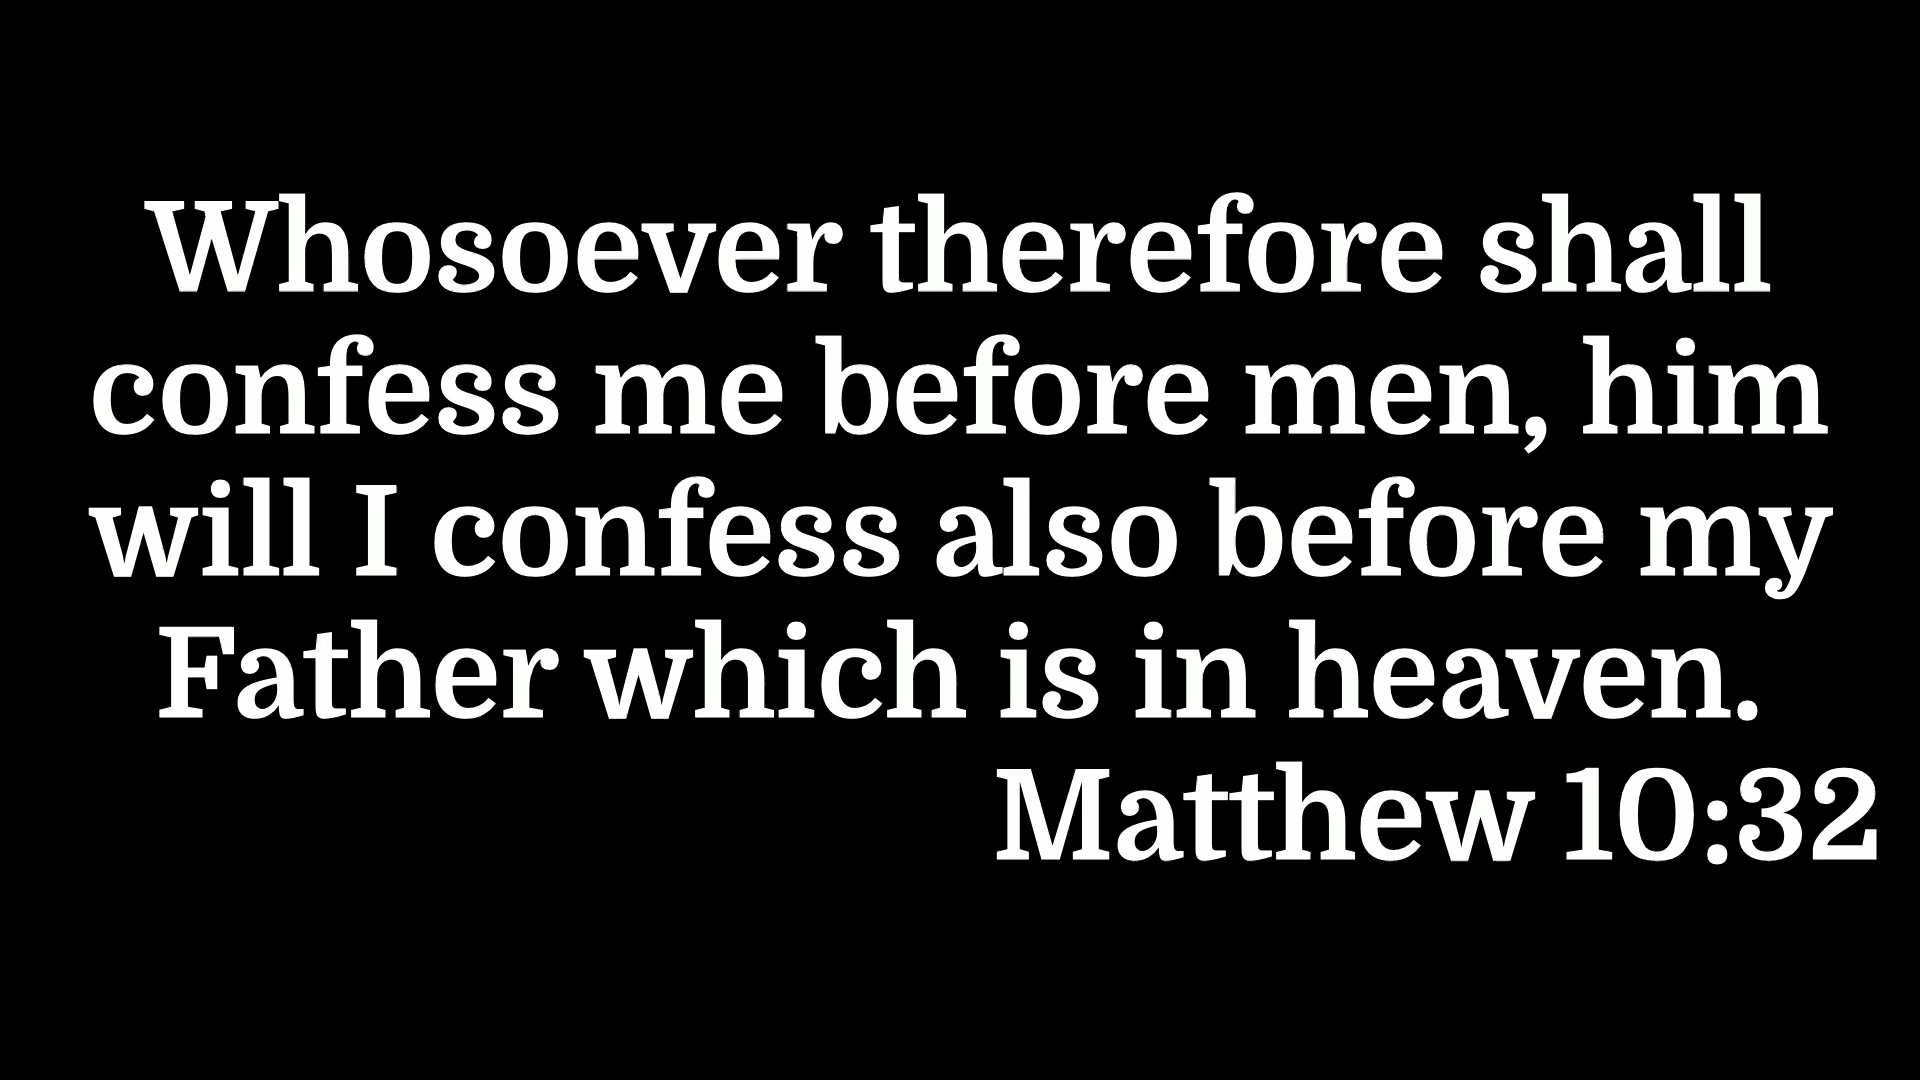 Whosoever therefore shall
confess me before men, him
will I confess also before my
Father which is in heaven.
Matthew 10:32